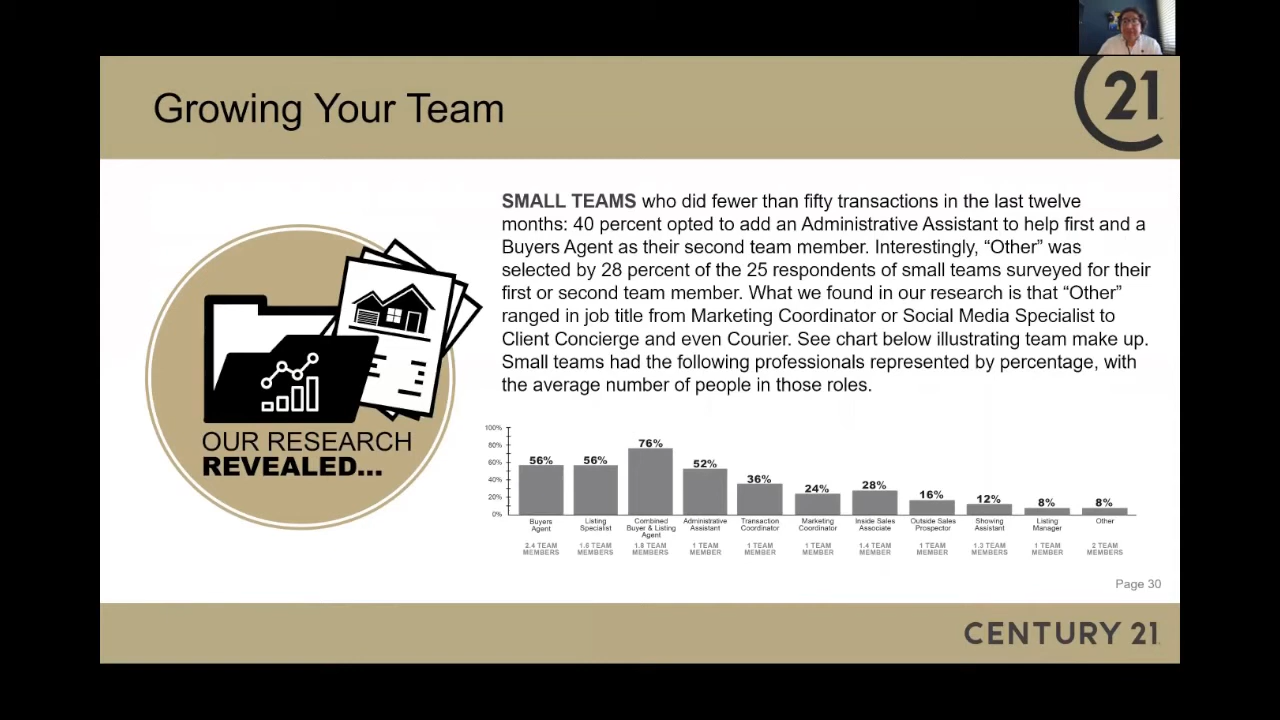 Growing Your Team
21
SMALL TEAMS who did fewer than fifty transactions in the last twelve
months: 40 percent opted to add an Administrative Assistant to help first and a
Buyers Agent as their second team member. Interestingly, “Other” was
selected by 28 percent of the 25 respondents of small teams surveyed for their
first or second team member. What we found in our research is that “Other”
ranged in job title from Marketing Coordinator or Social Media Specialist to
Client Concierge and even Courier. See chart below illustrating team make up.
Small teams had the following professionals represented by percentage, with
the average number of people in those roles.
OUR RESEARCH
REVEALED...
100%
80%
60%
40%
20%
0%
56% 56% 76% 52% 36% 24% 28% 16% 12% 8% 8%
Buyers Agent
Listing Specialist
Combined Buyer & Listing Agent
Administrative Assistant
Transaction Coordinator
Marketing Coordinator
Inside Sales Associate
Outside Sales Prospector
Showing Assistant
Listing Manager
Other
2.4 TEAM MEMBERS
1.6 TEAM MEMBERS
1.8 TEAM MEMBERS
1 TEAM MEMBER
1 TEAM MEMBER
1 TEAM MEMBER
1.4 TEAM MEMBER
1 TEAM MEMBER
1.3 TEAM MEMBERS
1 TEAM MEMBER
2 TEAM MEMBERS
Page 30
CENTURY 21